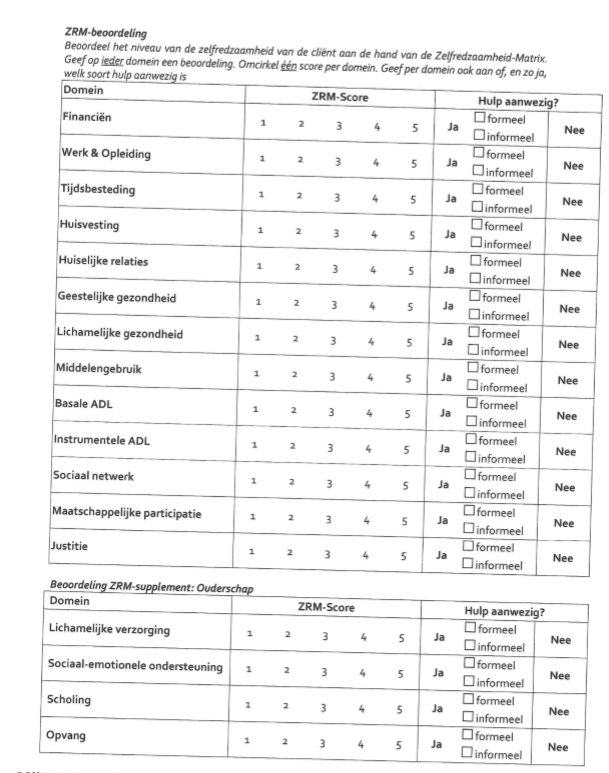 ZRM-beoordeling
Beoordeel het niveau van de zelfredzaamheid van de cliënt aan de hand van de Zelfredzaamheid-Matrix.
Geef op ieder domein een beoordeling. Omcirkel één score per domein. Geef per domein ook aan of, en zo ja,
welk soort hulp aanwezig is
Domein ZRM-Score Hulp aanwezig?
Financiën 1 2 3 4 5 Ja ☐ formeel ☐ informeel Nee
Werk & Opleiding 1 2 3 4 5 Ja ☐ formeel ☐ informeel Nee
Tijdsbesteding 1 2 3 4 5 Ja ☐ formeel ☐ informeel Nee
Huisvesting 1 2 3 4 5 Ja ☐ formeel ☐ informeel Nee
Huiselijke relaties 1 2 3 4 5 Ja ☐ formeel ☐ informeel Nee
Geestelijke gezondheid 1 2 3 4 5 Ja ☐ formeel ☐ informeel Nee
Lichamelijke gezondheid 1 2 3 4 5 Ja ☐ formeel ☐ informeel Nee
Middelengebruik 1 2 3 4 5 Ja ☐ formeel ☐ informeel Nee
Basale ADL 1 2 3 4 5 Ja ☐ formeel ☐ informeel Nee
Instrumentele ADL 1 2 3 4 5 Ja ☐ formeel ☐ informeel Nee
Sociaal netwerk 1 2 3 4 5 Ja ☐ formeel ☐ informeel Nee
Maatschappelijke participatie 1 2 3 4 5 Ja ☐ formeel ☐ informeel Nee
Justitie 1 2 3 4 5 Ja ☐ formeel ☐ informeel Nee
Beoordeling ZRM-supplement: Ouderschap
Domein ZRM-Score Hulp aanwezig?
Lichamelijke verzorging 1 2 3 4 5 Ja ☐ formeel ☐ informeel Nee
Sociaal-emotionele ondersteuning 1 2 3 4 5 Ja ☐ formeel ☐ informeel Nee
Scholing 1 2 3 4 5 Ja ☐ formeel ☐ informeel Nee
Opvang 1 2 3 4 5 Ja ☐ formeel ☐ informeel Nee